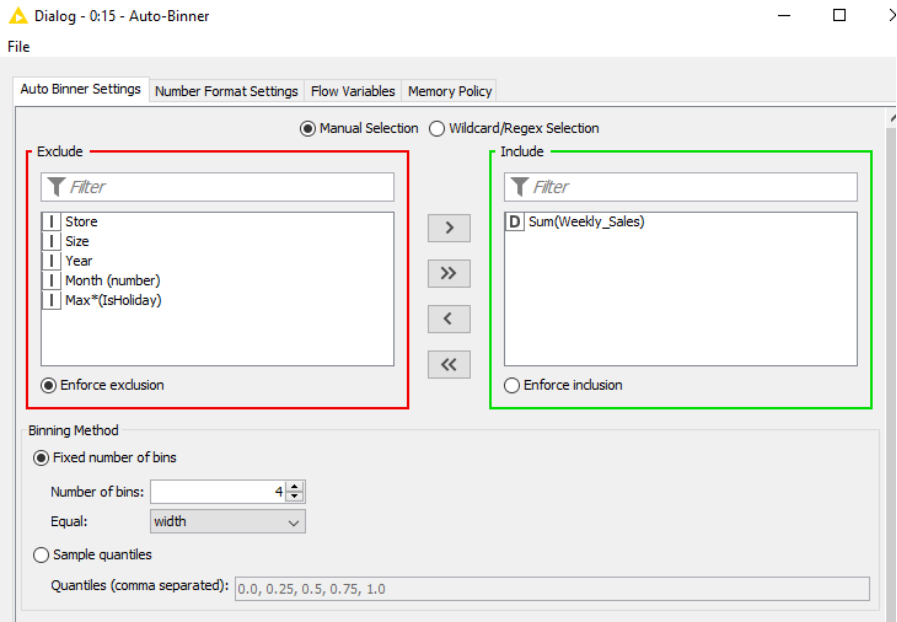 Dialog - 0:15 - Auto-Binner
File
Auto Binner Settings Number Format Settings Flow Variables Memory Policy
Manual Selection Wildcard/Regex Selection
Exclude Include
Filter Filter
I Store D Sum(Weekly_Sales)
I Size
I Year
I Month (number)
I Max*(IsHoliday)
>
>>
<
<<
Enforce exclusion Enforce inclusion
Binning Method
Fixed number of bins
Number of bins: 4
Equal: width
Sample quantiles
Quantiles (comma separated): 0.0, 0.25, 0.5, 0.75, 1.0